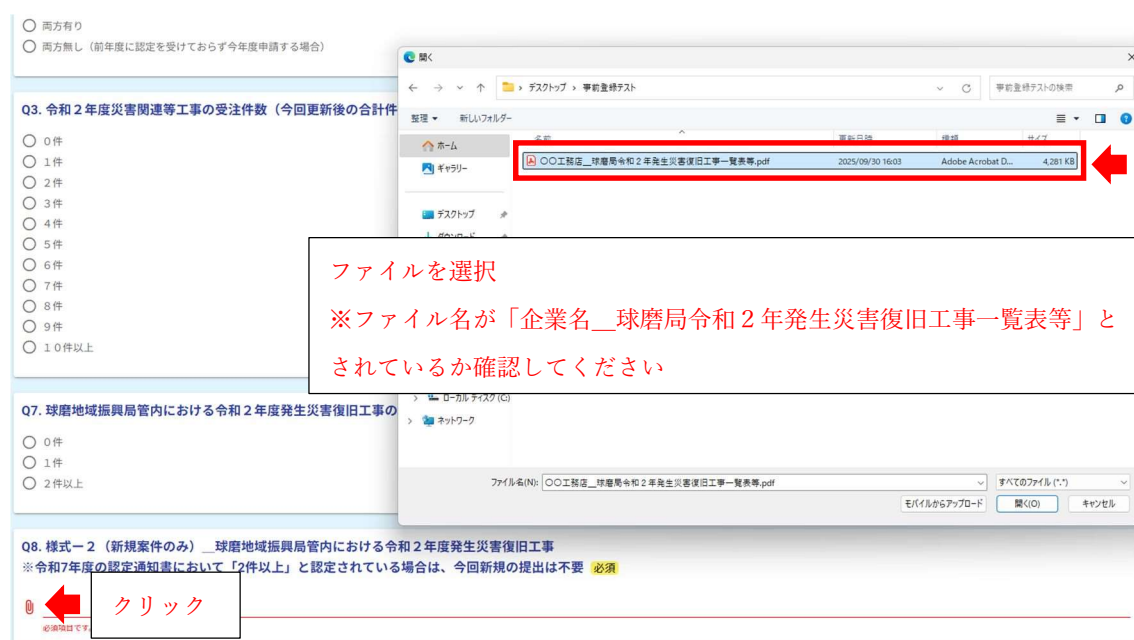 両方有り
両方無し（前年度に認定を受けておらず今年度申請する場合）
Q3. 令和２年度災害関連等工事の受注件数（今回更新後の合計件
0件
1件
2件
3件
4件
5件
6件
7件
8件
9件
１０件以上
Q7. 球磨地域振興局管内における令和２年度発生災害復旧工事の
0件
1件
2件以上
Q8. 様式－２（新規案件のみ）__球磨地域振興局管内における令和２年度発生災害復旧工事
※令和7年度の認定通知書において「2件以上」と認定されている場合は、今回新規の提出は不要 必須
クリック
必須項目です
開く
デスクトップ › 事前登録テスト
事前登録テストの検索
整理 新しいフォルダー
名前 更新日時 種類 サイズ
ホーム
ギャラリー
〇〇工務店__球磨局令和２年発生災害復旧工事一覧表等.pdf 2025/09/30 16:03 Adobe Acrobat D... 4,281 KB
デスクトップ
ダウンロード
ファイルを選択
※ファイル名が「企業名__球磨局令和２年発生災害復旧工事一覧表等」と
されているか確認してください
ローカル ディスク (C:)
ネットワーク
ファイル名(N): 〇〇工務店__球磨局令和２年発生災害復旧工事一覧表等.pdf すべてのファイル (*.*)
モバイルからアップロード 開く(O) キャンセル